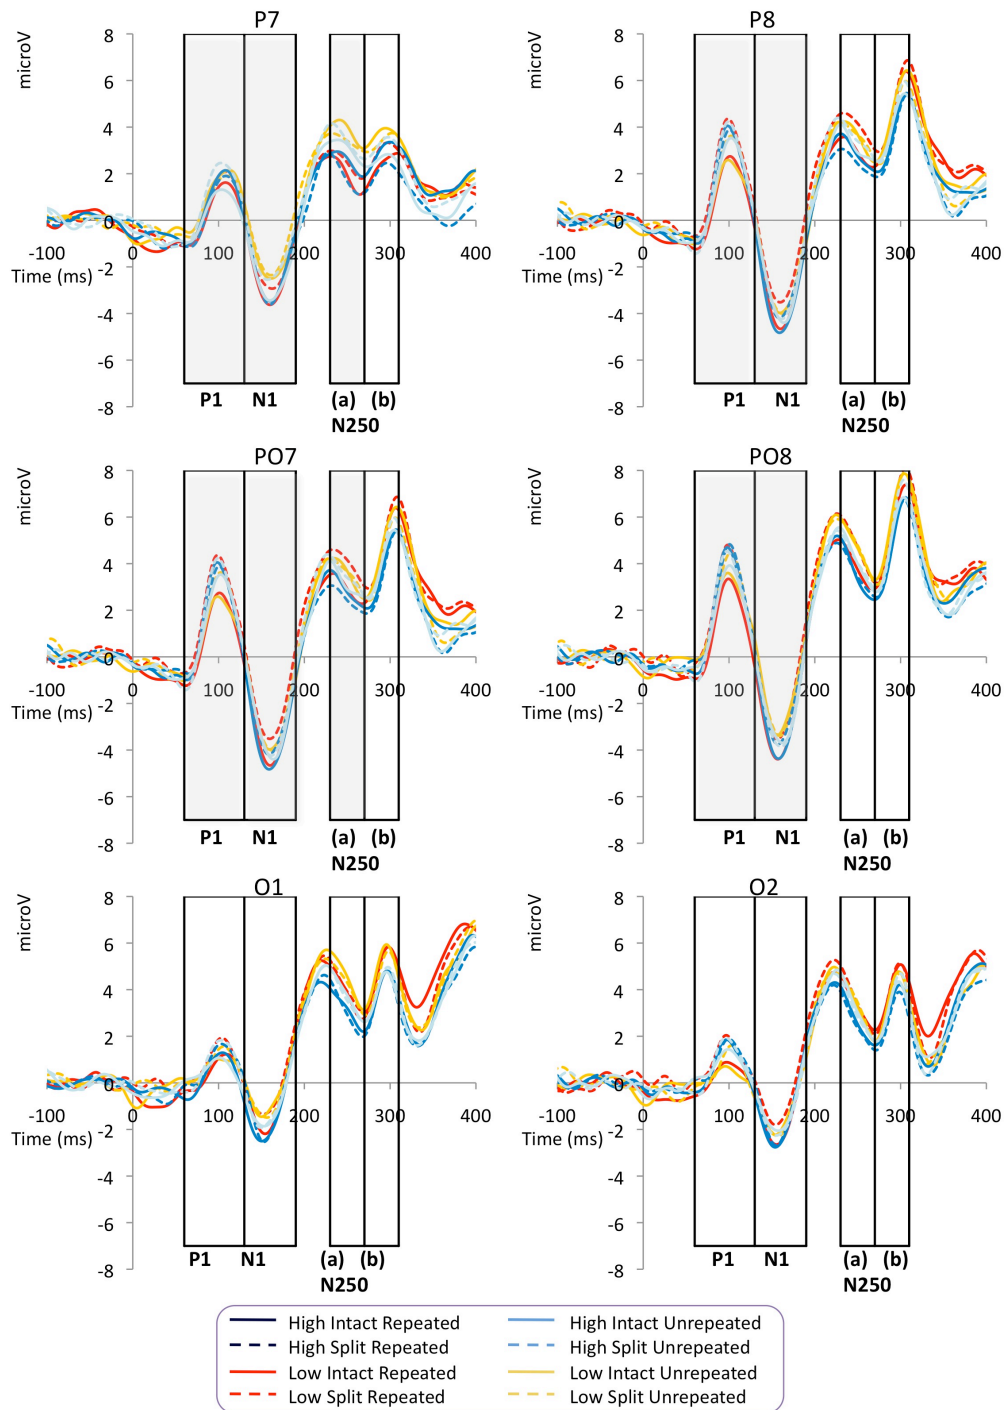 P7
microV
8
6
4
2
0
-2
-4
-6
-8
-100
0
100
200
300
400
Time (ms)
P1 N1 (a) (b)
N250
P8
microV
8
6
4
2
0
-2
-4
-6
-8
-100
0
100
200
300
400
Time (ms)
P1 N1 (a) (b)
N250
PO7
microV
8
6
4
2
0
-2
-4
-6
-8
-100
0
100
200
300
400
Time (ms)
P1 N1 (a) (b)
N250
PO8
microV
8
6
4
2
0
-2
-4
-6
-8
-100
0
100
200
300
400
Time (ms)
P1 N1 (a) (b)
N250
O1
microV
8
6
4
2
0
-2
-4
-6
-8
-100
0
100
200
300
400
Time (ms)
P1 N1 (a) (b)
N250
O2
microV
8
6
4
2
0
-2
-4
-6
-8
-100
0
100
200
300
400
Time (ms)
P1 N1 (a) (b)
N250
High Intact Repeated
High Split Repeated
Low Intact Repeated
Low Split Repeated
High Intact Unrepeated
High Split Unrepeated
Low Intact Unrepeated
Low Split Unrepeated